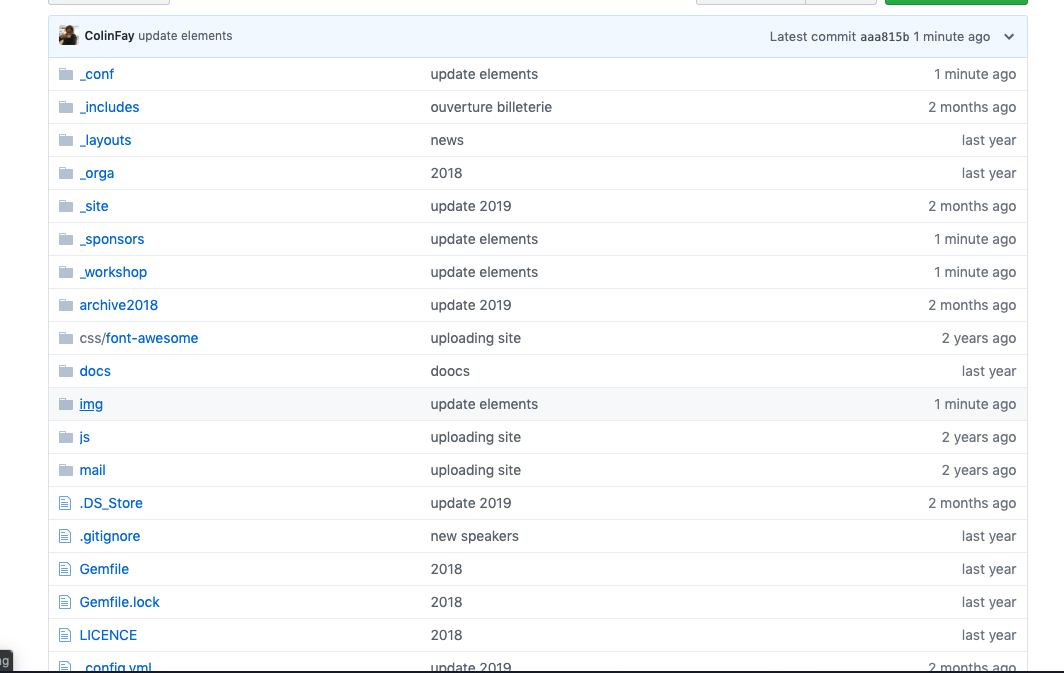 ColinFay update elements Latest commit aaa815b 1 minute ago
_conf update elements 1 minute ago
_includes ouverture billeterie 2 months ago
_layouts news last year
_orga 2018 last year
_site update 2019 2 months ago
_sponsors update elements 1 minute ago
_workshop update elements 1 minute ago
archive2018 update 2019 2 months ago
css/font-awesome uploading site 2 years ago
docs doocs last year
img update elements 1 minute ago
js uploading site 2 years ago
mail uploading site 2 years ago
.DS_Store update 2019 2 months ago
.gitignore new speakers last year
Gemfile 2018 last year
Gemfile.lock 2018 last year
LICENCE 2018 last year
_config.yml update 2019 2 months ago